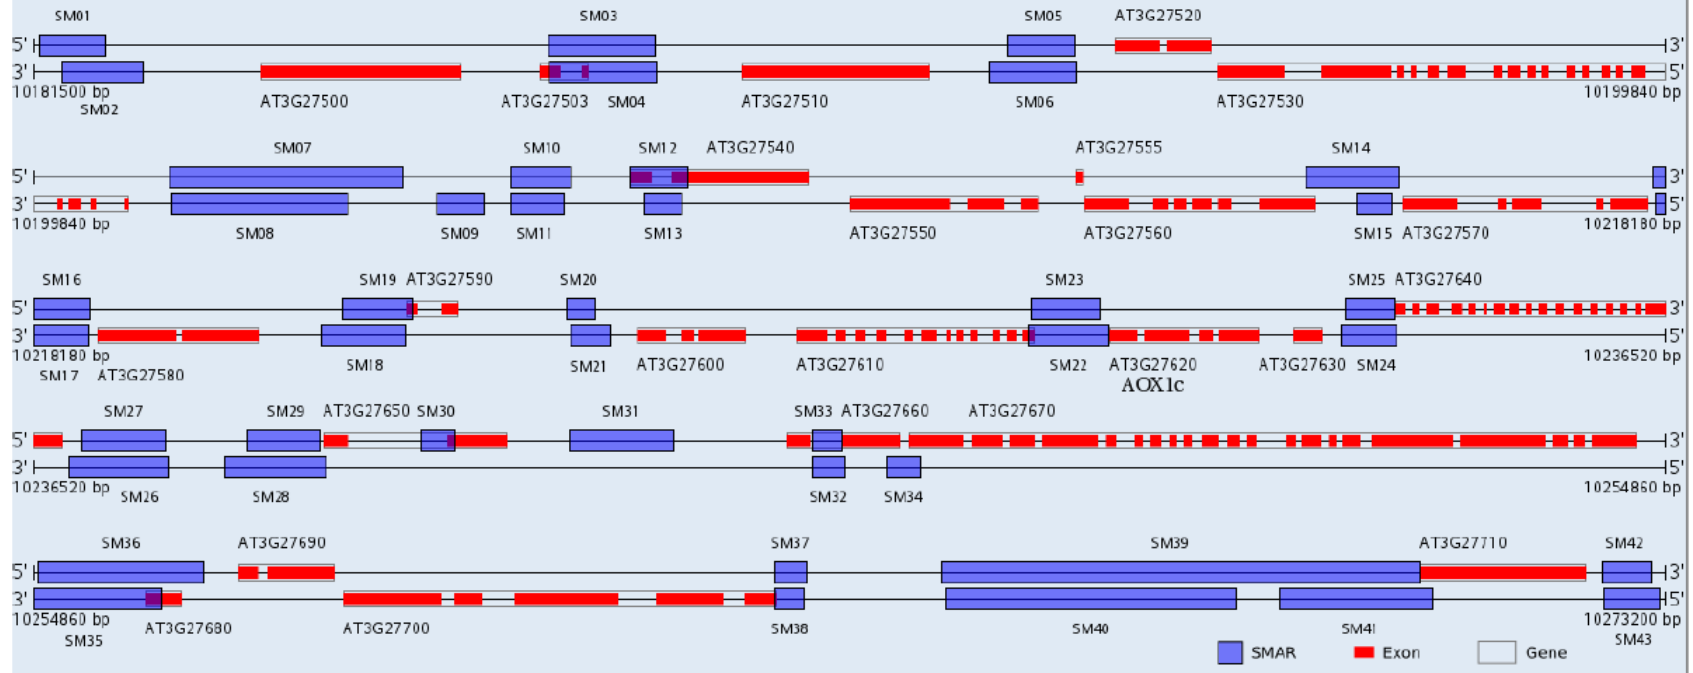 SM01 SM03 SM05 AT3G27520
5' 3'
3' 5'
10181500 bp 10199840 bp
SM02 AT3G27500 AT3G27503 SM04 AT3G27510 SM06 AT3G27530
SM07 SM10 SM12 AT3G27540 AT3G27555 SM14
5' 3'
3' 5'
10199840 bp 10218180 bp
SM08 SM09 SM11 SM13 AT3G27550 AT3G27560 SM15 AT3G27570
SM16 SM19 AT3G27590 SM20 SM23 SM25 AT3G27640
5' 3'
3' 5'
10218180 bp 10236520 bp
SM17 AT3G27580 SM18 SM21 AT3G27600 AT3G27610 SM22 AT3G27620 AT3G27630 SM24
AOX1c
SM27 SM29 AT3G27650 SM30 SM31 SM33 AT3G27660 AT3G27670
5' 3'
3' 5'
10236520 bp 10254860 bp
SM26 SM28 SM32 SM34
SM36 AT3G27690 SM37 SM39 AT3G27710 SM42
5' 3'
3' 5'
10254860 bp 10273200 bp
SM35 AT3G27680 AT3G27700 SM38 SM40 SM41 SM43
SMAR Exon Gene